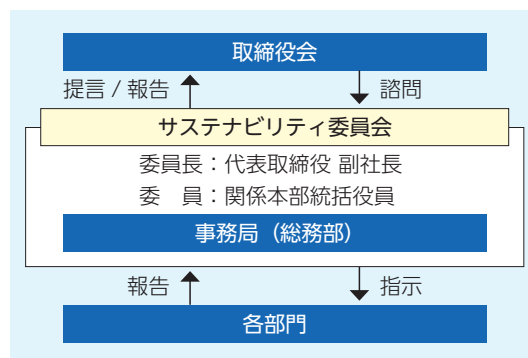 取締役会
提言 / 報告
諮問
サステナビリティ委員会
委員長：代表取締役 副社長
委　員：関係本部統括役員
事務局（総務部）
報告
指示
各部門